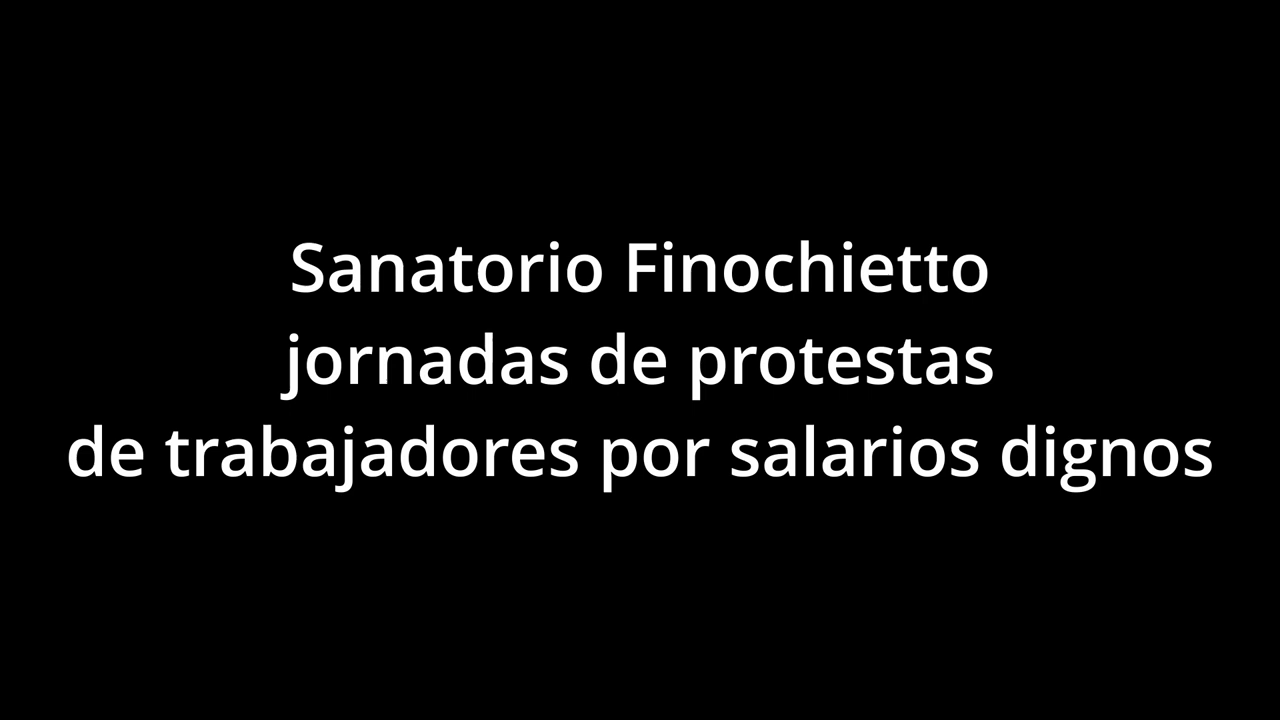 Sanatorio Finochietto
jornadas de protestas
de trabajadores por salarios dignos